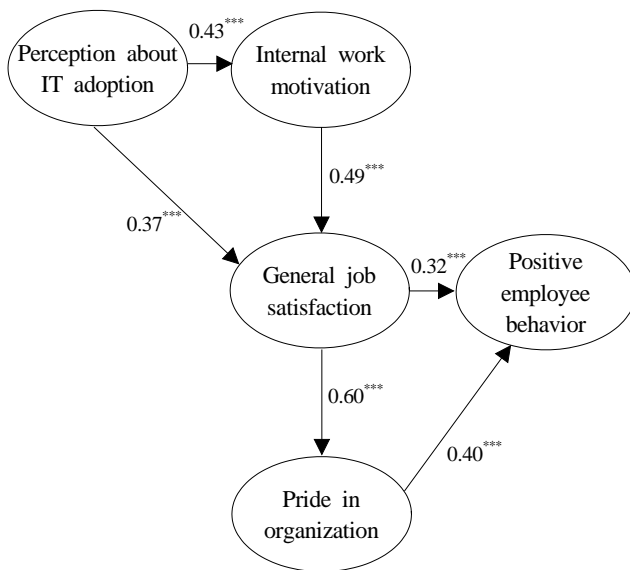 0.43***
Perception about
IT adoption
Internal work
motivation
0.49***
0.37***
General job
satisfaction
0.32***
Positive
employee
behavior
0.60***
0.40***
Pride in
organization